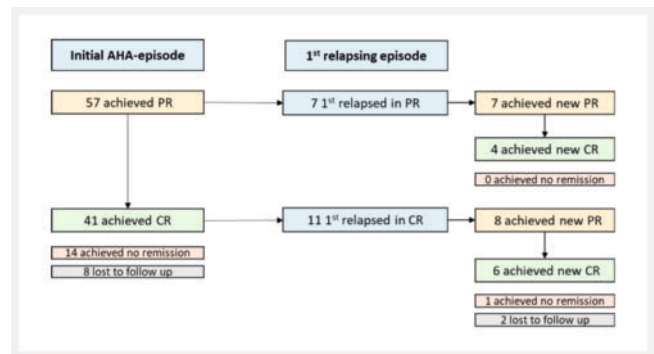 Initial AHA-episode
1st relapsing episode
57 achieved PR
7 1st relapsed in PR
7 achieved new PR
4 achieved new CR
0 achieved no remission
41 achieved CR
11 1st relapsed in CR
8 achieved new PR
14 achieved no remission
8 lost to follow up
6 achieved new CR
1 achieved no remission
2 lost to follow up